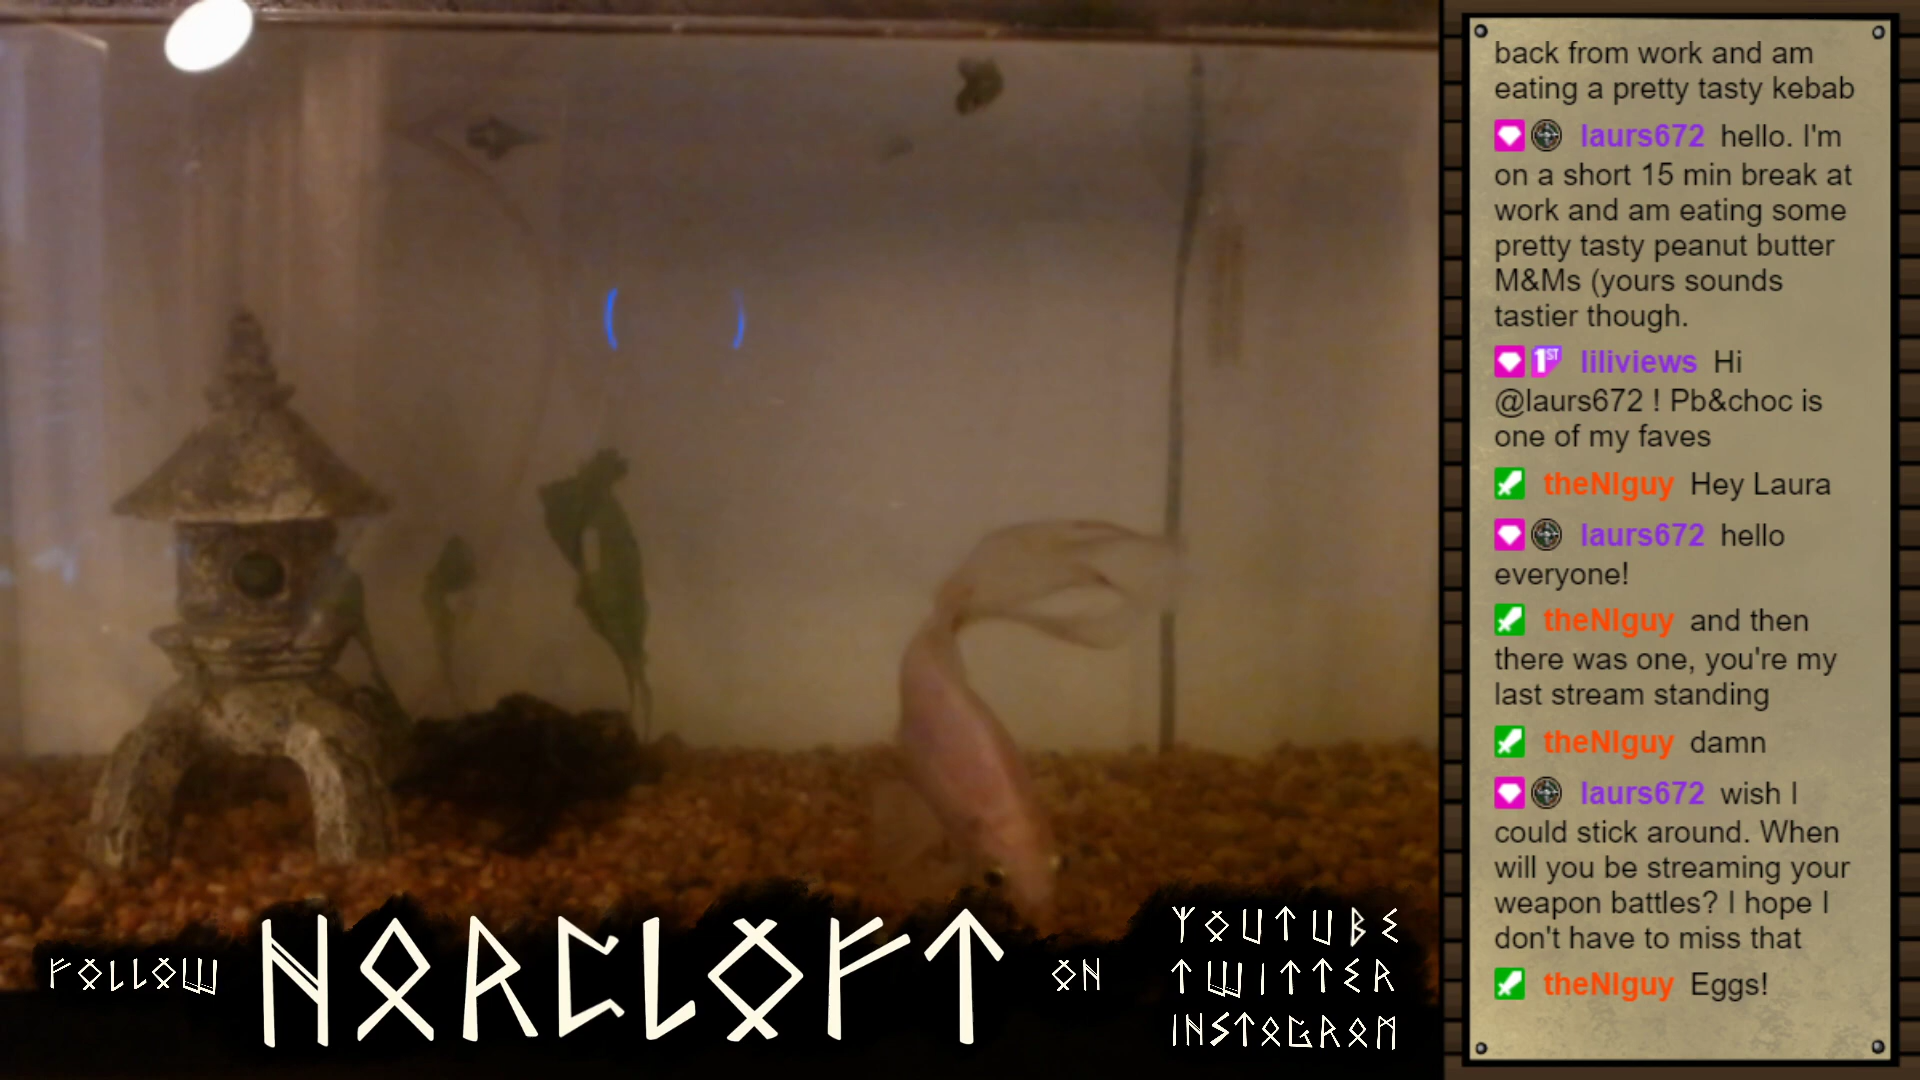 back from work and am
eating a pretty tasty kebab
laurs672 hello. I'm
on a short 15 min break at
work and am eating some
pretty tasty peanut butter
M&Ms (yours sounds
tastier though.
1ST liliviews Hi
@laurs672 ! Pb&choc is
one of my faves
theNIguy Hey Laura
laurs672 hello
everyone!
theNIguy and then
there was one, you're my
last stream standing
theNIguy damn
laurs672 wish I
could stick around. When
will you be streaming your
weapon battles? I hope I
don't have to miss that
theNIguy Eggs!
FOLLOW NORCLOFT ON
YOUTUBE
TWITTER
INSTOGROM